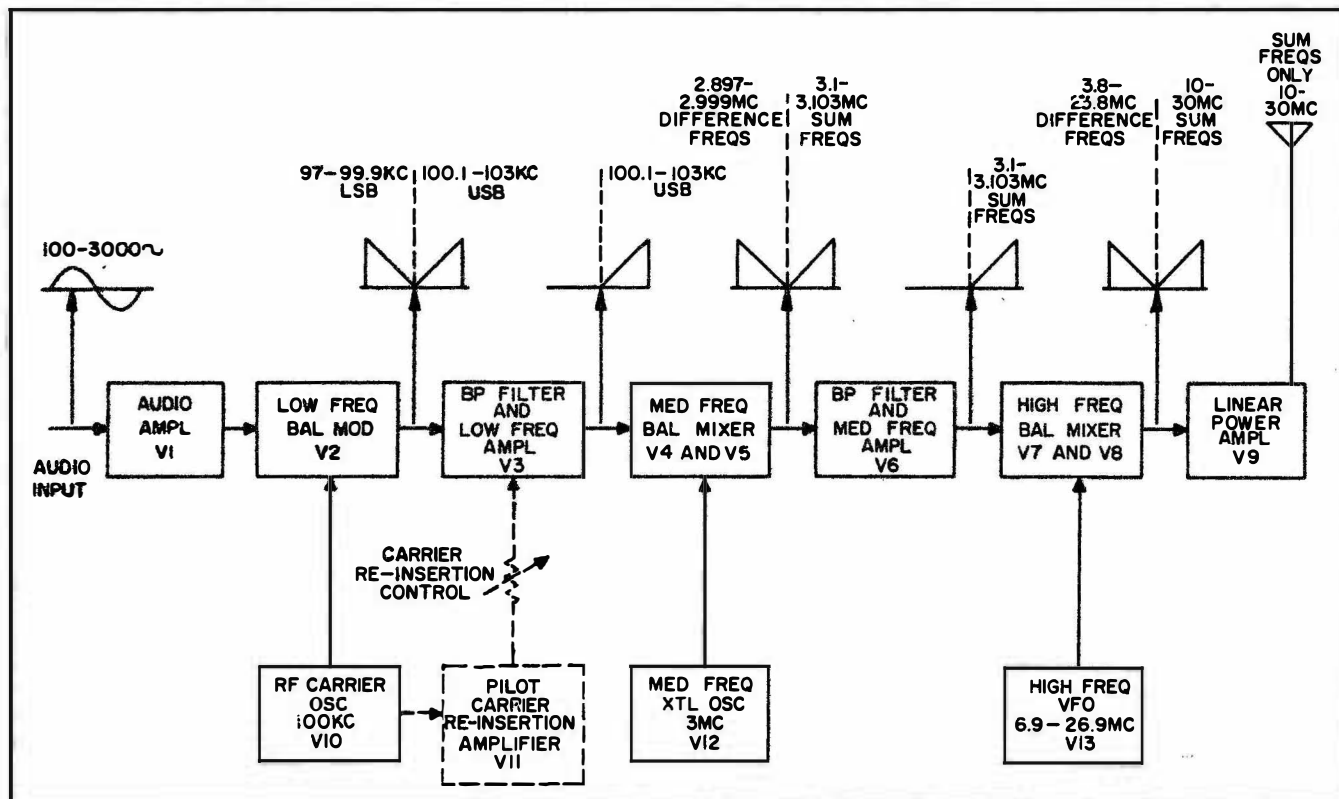 SUM
FREQS
ONLY
10-
30MC
2.897-
2.999MC
DIFFERENCE
FREQS
3.1-
3.103MC
SUM
FREQS
3.8-
23.8MC
DIFFERENCE
FREQS
10-
30MC
SUM
FREQS
97-99.9KC
LSB
100.1-103KC
USB
100.1-103KC
USB
3.1-
3.103MC
SUM
FREQS
100-3000~
AUDIO
INPUT
AUDIO
AMPL
V1
LOW FREQ
BAL MOD
V2
BP FILTER
AND
LOW FREQ
AMPL
V3
MED FREQ
BAL MIXER
V4 AND V5
BP FILTER
AND
MED FREQ
AMPL
V6
HIGH FREQ
BAL MIXER
V7 AND V8
LINEAR
POWER
AMPL
V9
CARRIER
RE-INSERTION
CONTROL
RF CARRIER
OSC
100KC
V10
PILOT
CARRIER
RE-INSERTION
AMPLIFIER
V11
MED FREQ
XTL OSC
3MC
V12
HIGH FREQ
VFO
6.9-26.9MC
V13